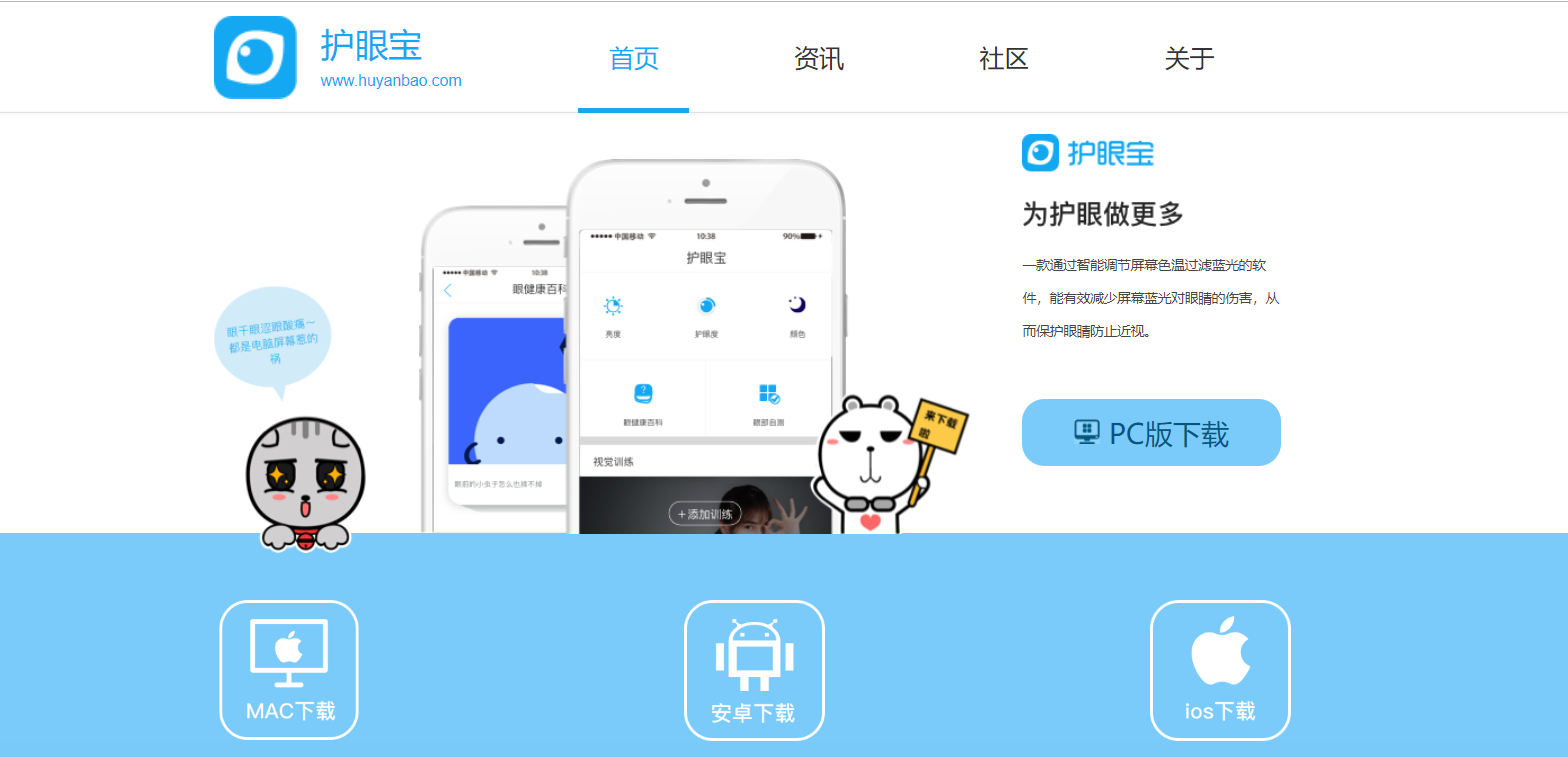 护眼宝
www.huyanbao.com
首页
资讯
社区
关于
护眼宝
为护眼做更多
一款通过智能调节屏幕色温过滤蓝光的软
件，能有效减少屏幕蓝光对眼睛的伤害，从
而保护眼睛防止近视。
PC版下载
眼干眼涩眼酸痛～
都是电脑屏幕惹的
祸
中国移动
10:38
眼健康百科
眼前的小虫子怎么也捕不掉
中国移动
10:38
90%
护眼宝
亮度
护眼度
颜色
眼健康百科
眼部自测
视觉训练
+添加训练
来下载
啦
MAC下载
安卓下载
ios下载